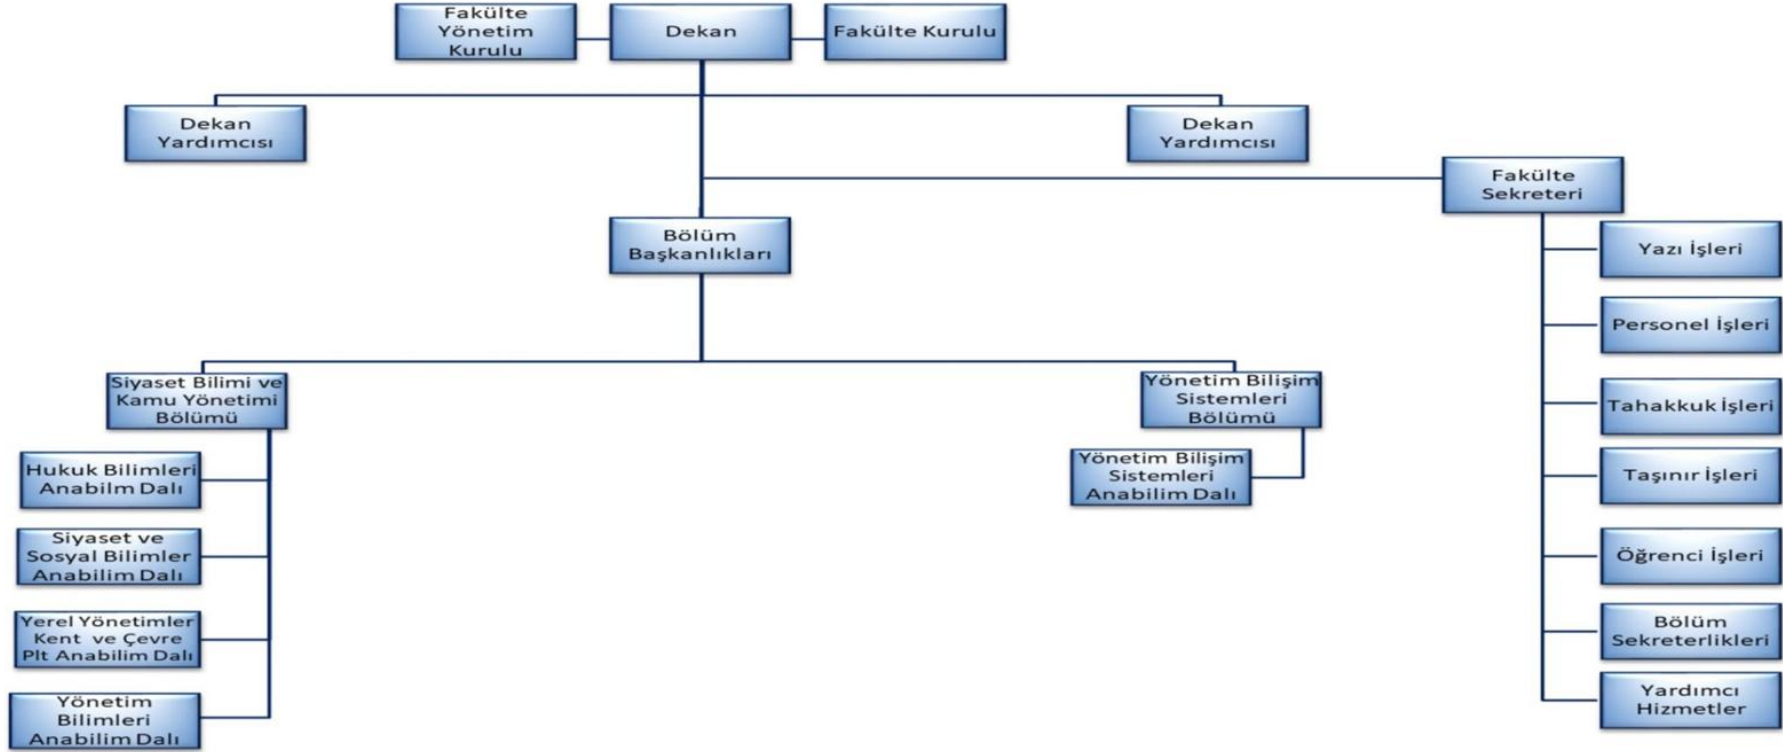 Fakülte
Yönetim
Kurulu
Dekan
Fakülte Kurulu
Dekan
Yardımcısı
Dekan
Yardımcısı
Fakülte
Sekreteri
Bölüm
Başkanlıkları
Yazı İşleri
Personel İşleri
Tahakkuk İşleri
Taşınır İşleri
Öğrenci İşleri
Bölüm
Sekreterlikleri
Yardımcı
Hizmetler
Siyaset Bilimi ve
Kamu Yönetimi
Bölümü
Hukuk Bilimleri
Anabilm Dalı
Siyaset ve
Sosyal Bilimler
Anabilim Dalı
Yerel Yönetimler
Kent ve Çevre
Plt Anabilim Dalı
Yönetim
Bilimleri
Anabilim Dalı
Yönetim Bilişim
Sistemleri
Bölümü
Yönetim Bilişim
Sistemleri
Anabilim Dalı